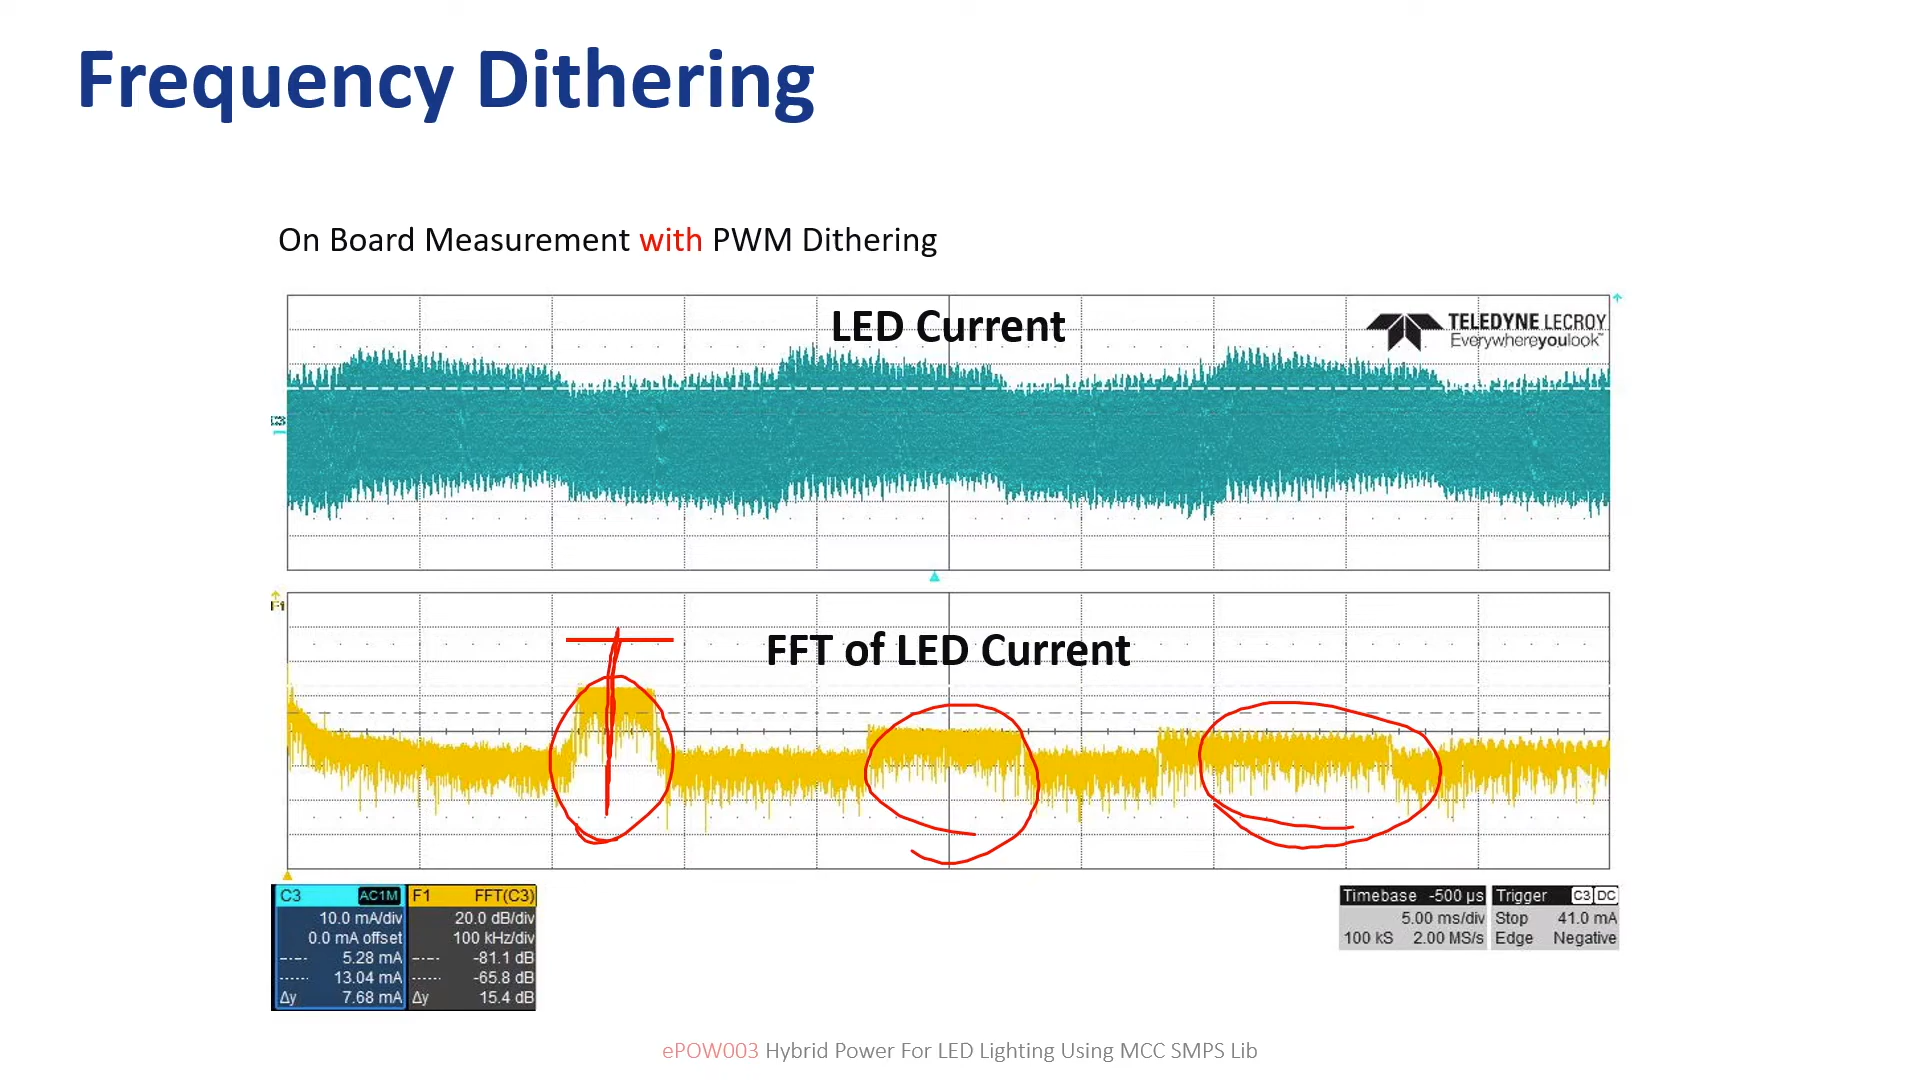 Frequency Dithering
On Board Measurement with PWM Dithering
LED Current
TELEDYNE LECROY
Everywhereyoulook™
C3
F1
FFT of LED Current
C3 AC1M
10.0 mA/div
0.0 mA offset
5.28 mA
13.04 mA
Δy 7.68 mA
F1 FFT(C3)
20.0 dB/div
100 kHz/div
-81.1 dB
-65.8 dB
Δy 15.4 dB
Timebase -500 µs
5.00 ms/div
100 kS 2.00 MS/s
Trigger C3 DC
Stop 41.0 mA
Edge Negative
ePOW003 Hybrid Power For LED Lighting Using MCC SMPS Lib